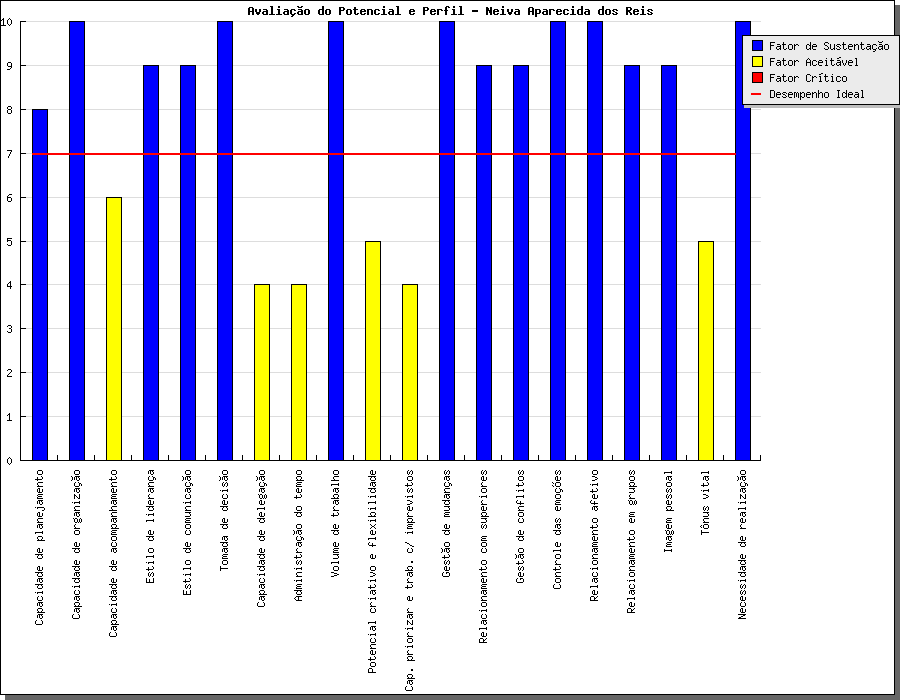 Avaliação do Potencial e Perfil - Neiva Aparecida dos Reis
10
9
8
7
6
5
4
3
2
1
0
Fator de Sustentação
Fator Aceitável
Fator Crítico
Desempenho Ideal
Capacidade de planejamento
Capacidade de organização
Capacidade de acompanhamento
Estilo de liderança
Estilo de comunicação
Tomada de decisão
Capacidade de delegação
Administração do tempo
Volume de trabalho
Potencial criativo e flexibilidade
Cap. priorizar e trab. c/ imprevistos
Gestão de mudanças
Relacionamento com superiores
Gestão de conflitos
Controle das emoções
Relacionamento afetivo
Relacionamento em grupos
Imagem pessoal
Tônus vital
Necessidade de realização